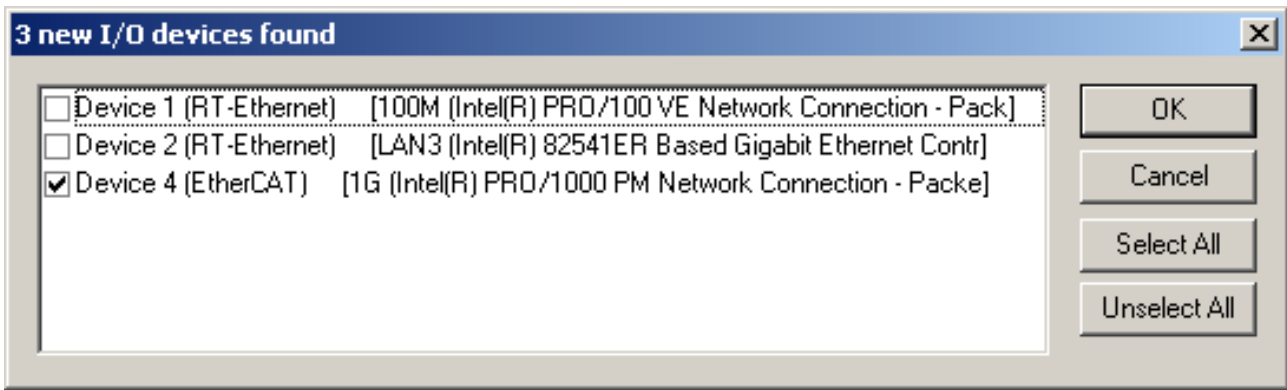 3 new I/O devices found
Device 1 (RT-Ethernet) [100M (Intel(R) PRO/100 VE Network Connection - Pack]
Device 2 (RT-Ethernet) [LAN3 (Intel(R) 82541ER Based Gigabit Ethernet Contr]
Device 4 (EtherCAT) [1G (Intel(R) PRO/1000 PM Network Connection - Packe]
OK
Cancel
Select All
Unselect All